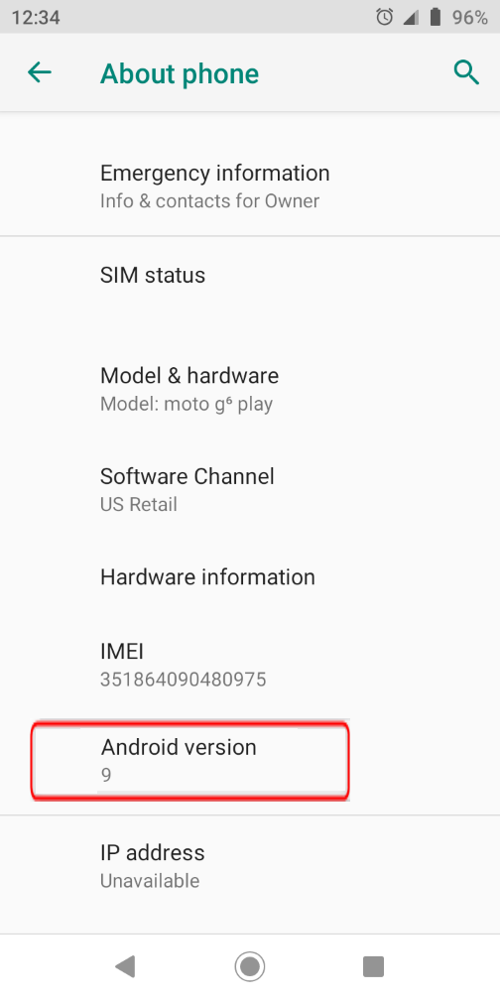 12:34
96%
About phone
Emergency information
Info & contacts for Owner
SIM status
Model & hardware
Model: moto g⁶ play
Software Channel
US Retail
Hardware information
IMEI
351864090480975
Android version
9
IP address
Unavailable